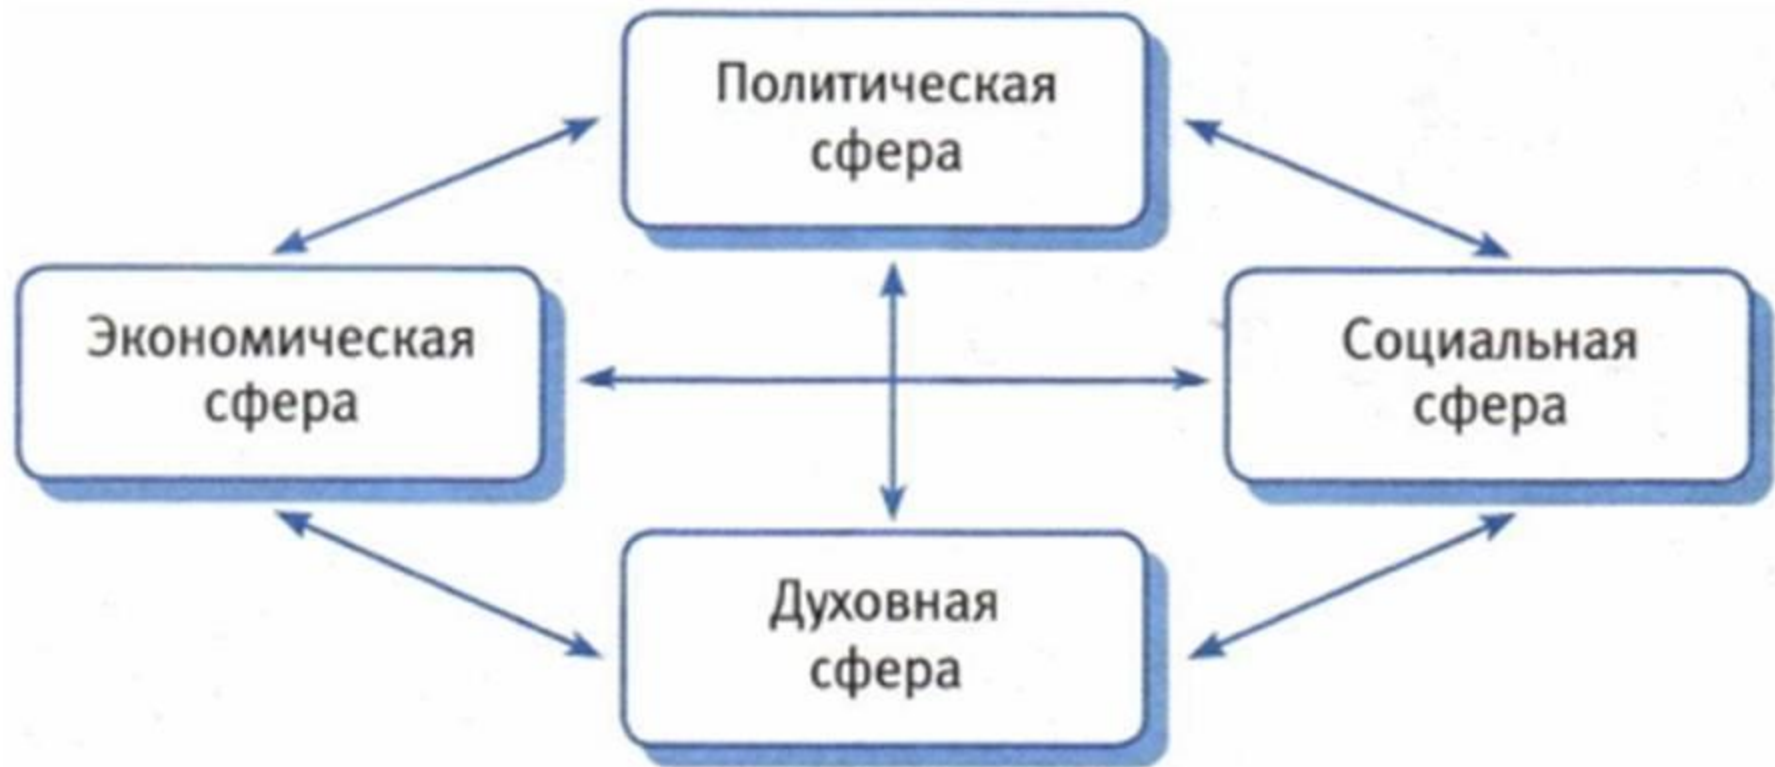 Политическая
сфера
Экономическая
сфера
Социальная
сфера
Духовная
сфера